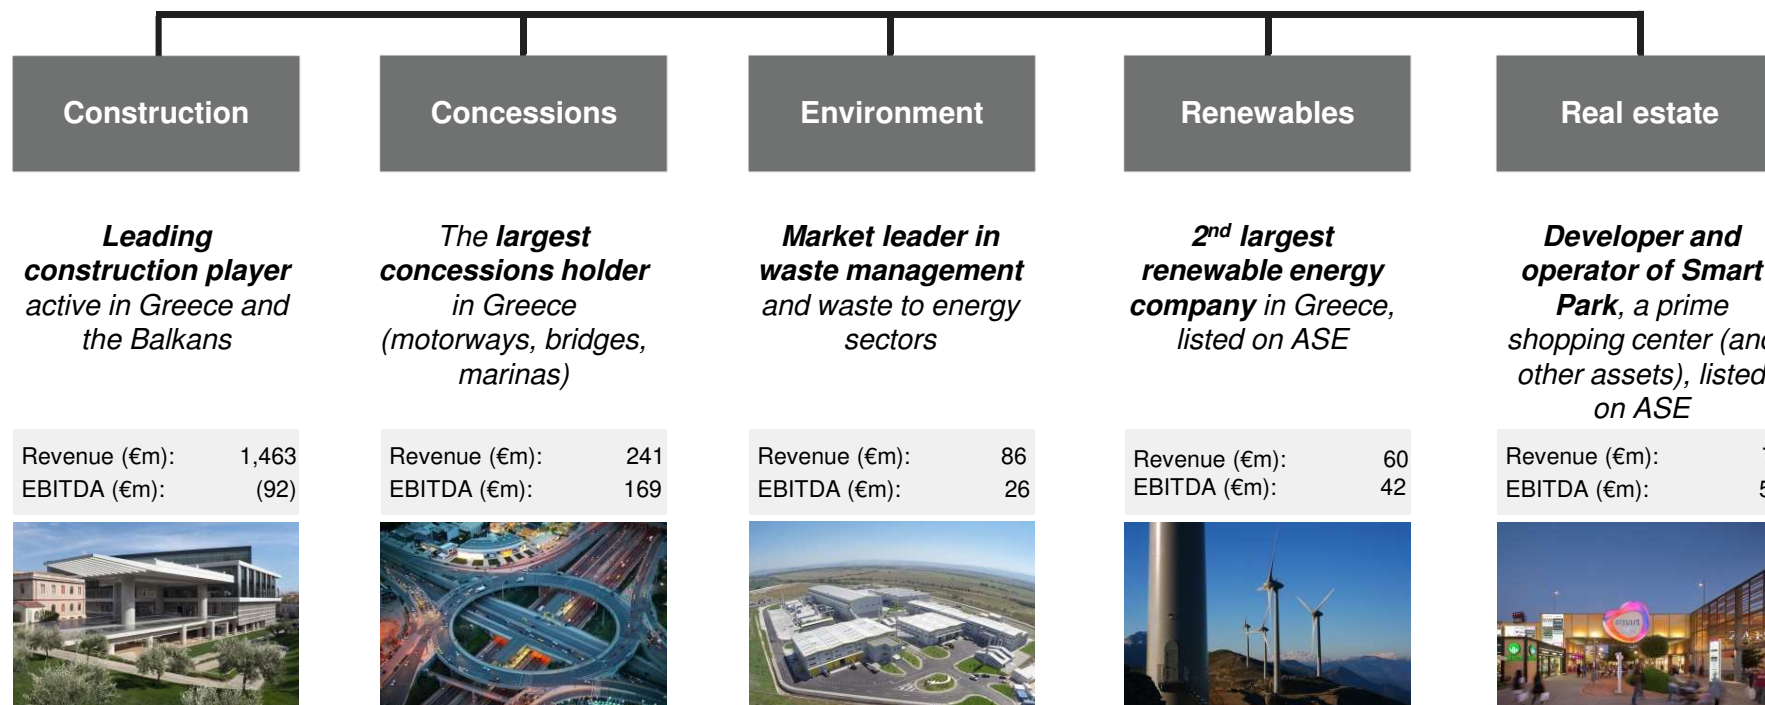 Construction
Concessions
Environment
Renewables
Real estate
Leading
construction player
active in Greece and
the Balkans
The largest
concessions holder
in Greece
(motorways, bridges,
marinas)
Market leader in
waste management
and waste to energy
sectors
2nd largest
renewable energy
company in Greece,
listed on ASE
Developer and
operator of Smart
Park, a prime
shopping center (and
other assets), listed
on ASE
Revenue (€m): 1,463
EBITDA (€m): (92)
Revenue (€m): 241
EBITDA (€m): 169
Revenue (€m): 86
EBITDA (€m): 26
Revenue (€m): 60
EBITDA (€m): 42
Revenue (€m):
EBITDA (€m): 5
smart
ZARA